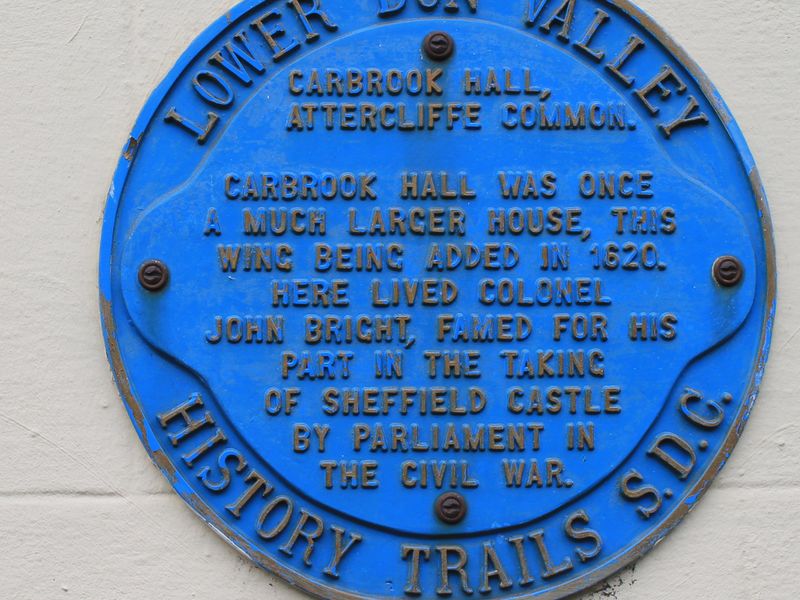 LOWER DON VALLEY
CARBROOK HALL,
ATTERCLIFFE COMMON.
CARBROOK HALL WAS ONCE
A MUCH LARGER HOUSE, THIS
WING BEING ADDED IN 1620.
HERE LIVED COLONEL
JOHN BRIGHT, FAMED FOR HIS
PART IN THE TAKING
OF SHEFFIELD CASTLE
BY PARLIAMENT IN
THE CIVIL WAR.
HISTORY TRAILS S.D.C.